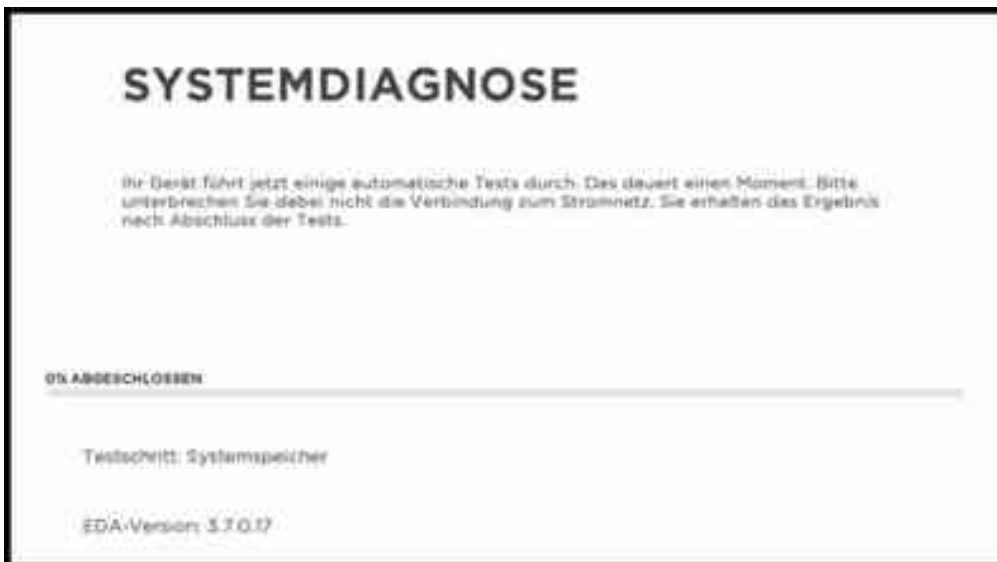 SYSTEMDIAGNOSE
Ihr Gerät führt jetzt einige automatische Tests durch. Das dauert einen Moment. Bitte
unterbrechen Sie dabei nicht die Verbindung zum Stromnetz. Sie erhalten das Ergebnis
nach Abschluss der Tests.
0% ABGESCHLOSSEN
Testschritt: Systemspeicher
EDA-Version: 3.7.0.17